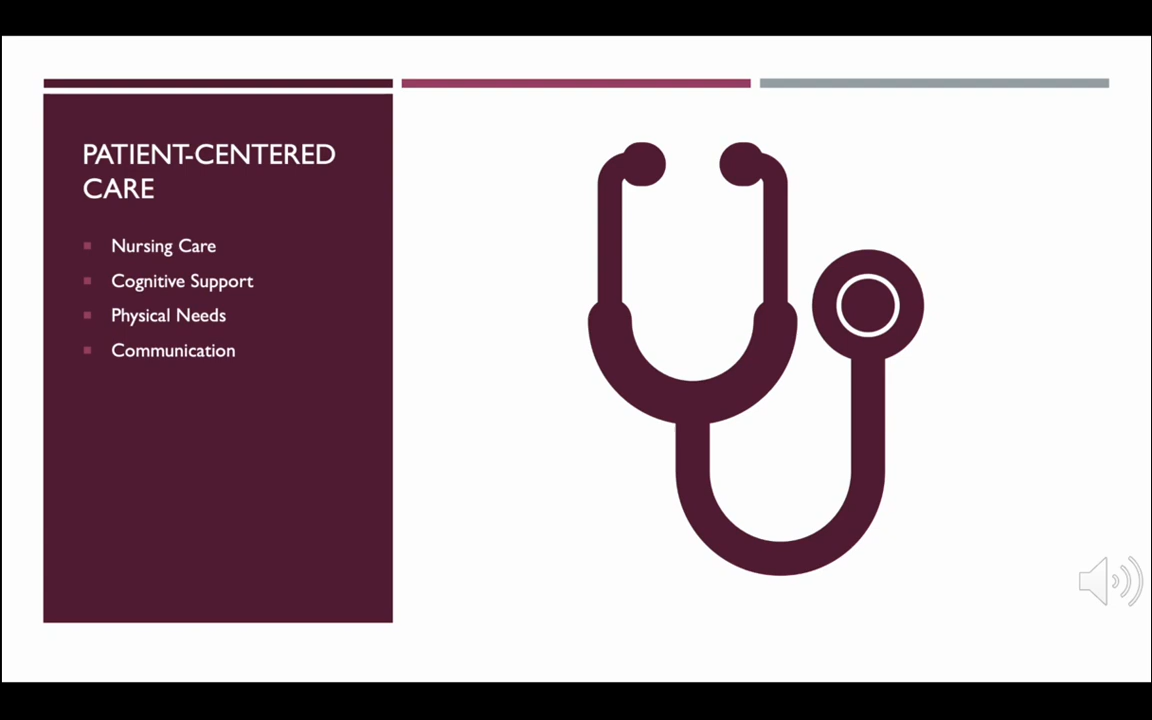 PATIENT-CENTERED
CARE
Nursing Care
Cognitive Support
Physical Needs
Communication